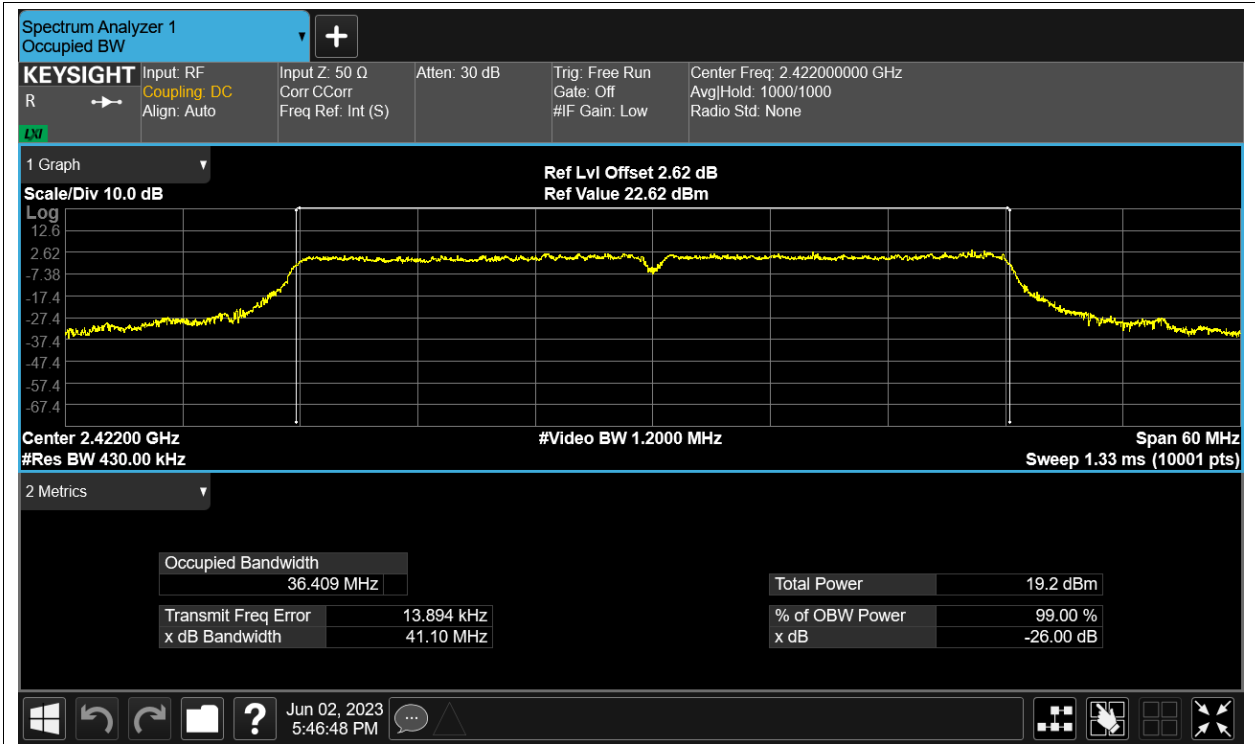 Spectrum Analyzer 1
Occupied BW
KEYSIGHT
R
LXI
Input: RF
Coupling: DC
Align: Auto
Input Z: 50 Ω
Corr CCorr
Freq Ref: Int (S)
Atten: 30 dB
Trig: Free Run
Gate: Off
#IF Gain: Low
Center Freq: 2.422000000 GHz
Avg|Hold: 1000/1000
Radio Std: None
1 Graph
Scale/Div 10.0 dB
Ref Lvl Offset 2.62 dB
Ref Value 22.62 dBm
Log
12.6
2.62
-7.38
-17.4
-27.4
-37.4
-47.4
-57.4
-67.4
Center 2.42200 GHz
#Res BW 430.00 kHz
#Video BW 1.2000 MHz
Span 60 MHz
Sweep 1.33 ms (10001 pts)
2 Metrics
Occupied Bandwidth
36.409 MHz
Transmit Freq Error 13.894 kHz
x dB Bandwidth 41.10 MHz
Total Power 19.2 dBm
% of OBW Power 99.00 %
x dB -26.00 dB
?
Jun 02, 2023
5:46:48 PM